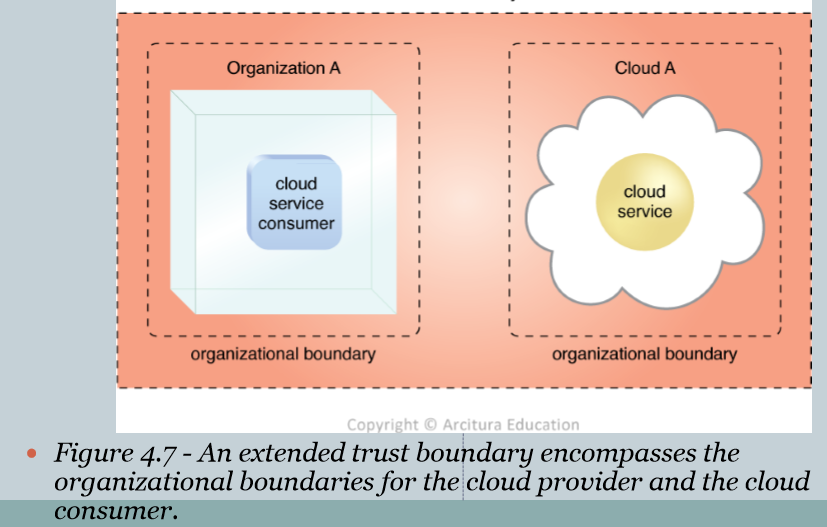 Organization A
Cloud A
cloud
service
consumer
cloud
service
organizational boundary
organizational boundary
Copyright © Arcitura Education
Figure 4.7 - An extended trust boundary encompasses the
organizational boundaries for the cloud provider and the cloud
consumer.